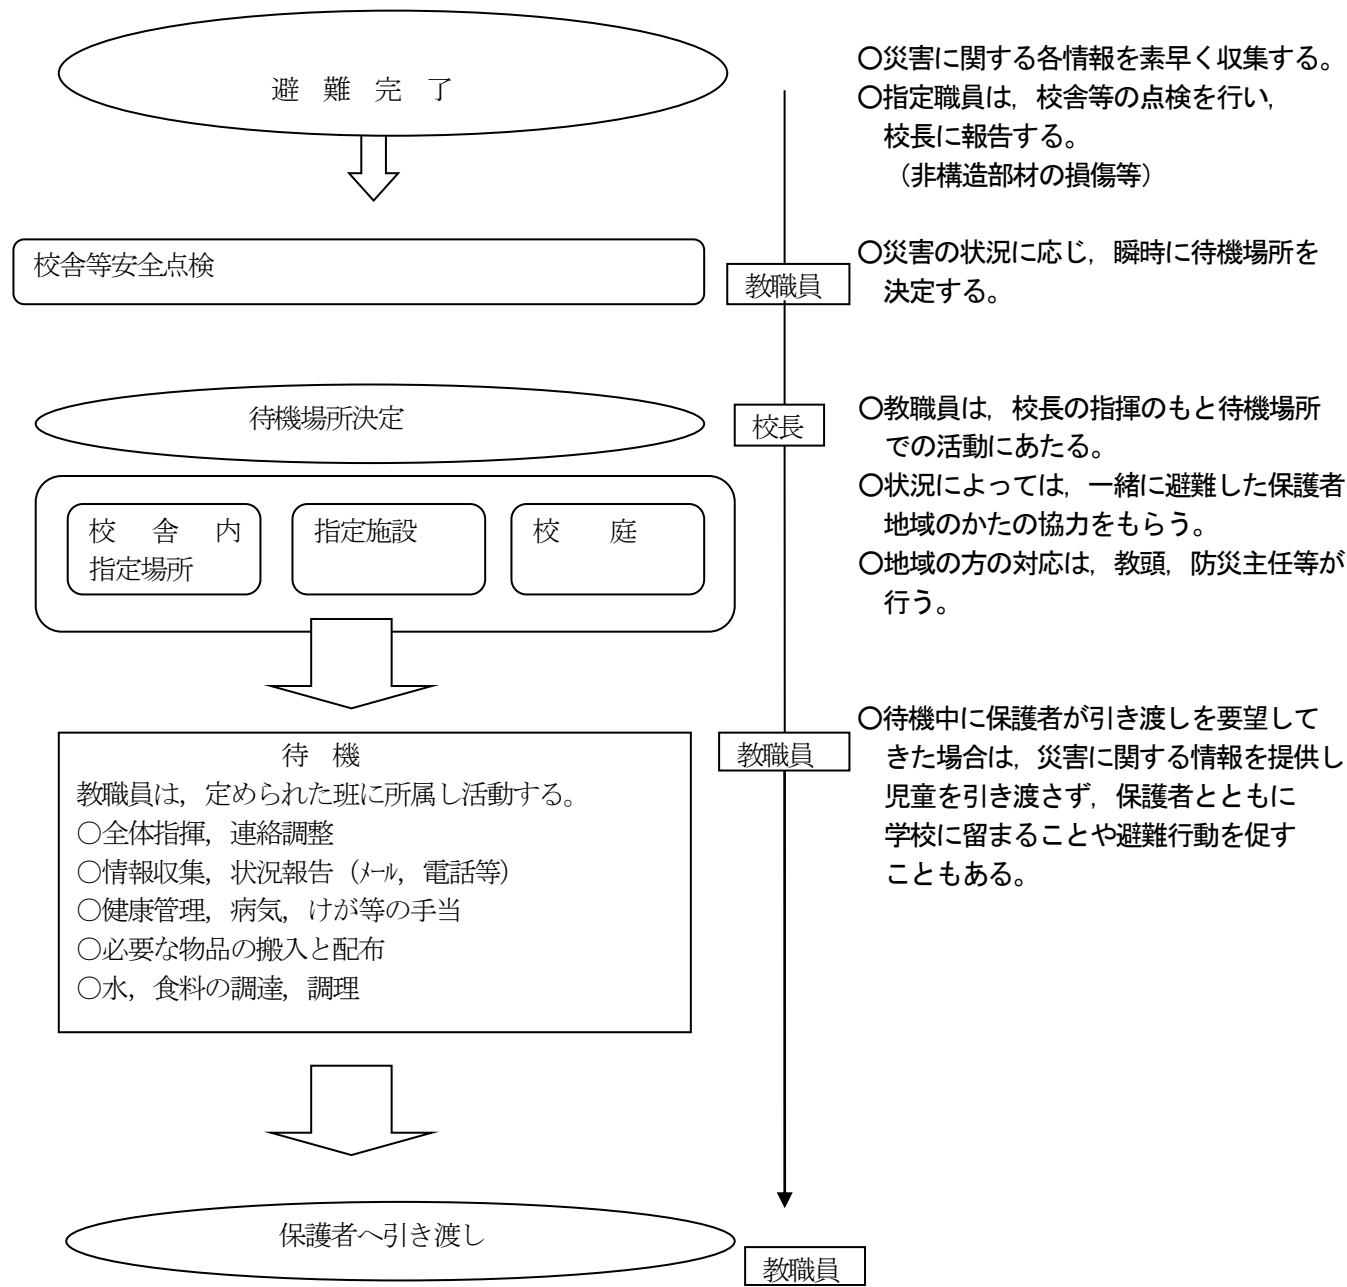 避 難 完 了
○災害に関する各情報を素早く収集する。
○指定職員は，校舎等の点検を行い，
校長に報告する。
（非構造部材の損傷等）
校舎等安全点検
教職員
○災害の状況に応じ，瞬時に待機場所を
決定する。
待機場所決定
校長
○教職員は，校長の指揮のもと待機場所
での活動にあたる。
○状況によっては，一緒に避難した保護者
地域のかたの協力をもらう。
○地域の方の対応は，教頭，防災主任等が
行う。
校 舎 内
指定場所
指定施設
校 庭
待 機
教職員は，定められた班に所属し活動する。
○全体指揮，連絡調整
○情報収集，状況報告（ﾒｰﾙ，電話等）
○健康管理，病気，けが等の手当
○必要な物品の搬入と配布
○水，食料の調達，調理
教職員
○待機中に保護者が引き渡しを要望して
きた場合は，災害に関する情報を提供し
児童を引き渡さず，保護者とともに
学校に留まることや避難行動を促す
こともある。
保護者へ引き渡し
教職員